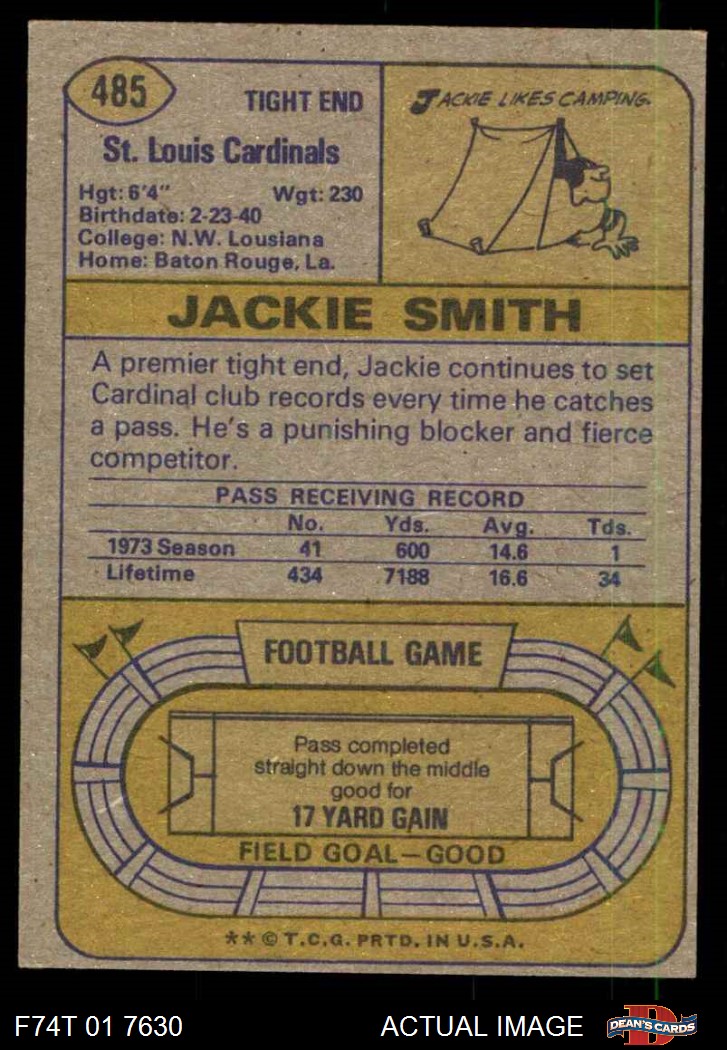 485
TIGHT END
St. Louis Cardinals
Hgt: 6'4" Wgt: 230
Birthdate: 2-23-40
College: N.W. Lousiana
Home: Baton Rouge, La.
JACKIE LIKES CAMPING.
JACKIE SMITH
A premier tight end, Jackie continues to set
Cardinal club records every time he catches
a pass. He's a punishing blocker and fierce
competitor.
PASS RECEIVING RECORD
No. Yds. Avg. Tds.
1973 Season 41 600 14.6 1
Lifetime 434 7188 16.6 34
FOOTBALL GAME
Pass completed
straight down the middle
good for
17 YARD GAIN
FIELD GOAL—GOOD
** © T.C.G. PRTD. IN U.S.A.
F74T 01 7630 ACTUAL IMAGE
D
DEAN'S CARDS